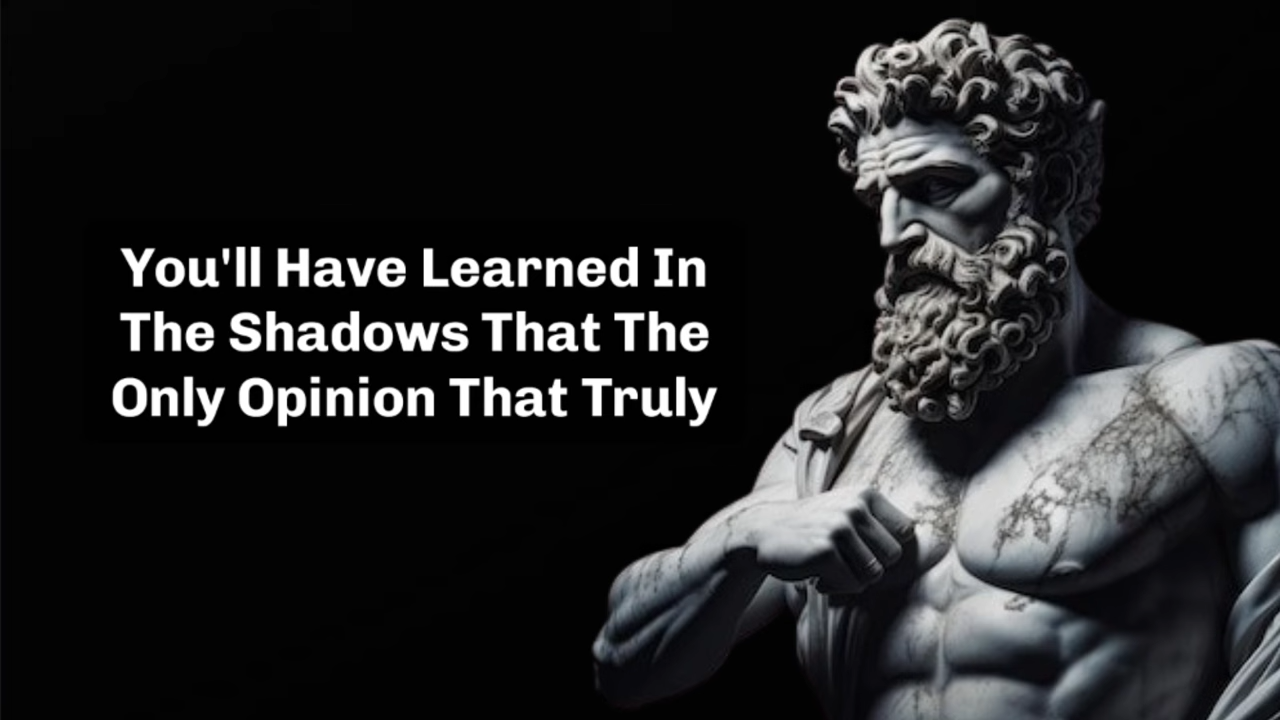 You'll Have Learned In
The Shadows That The
Only Opinion That Truly